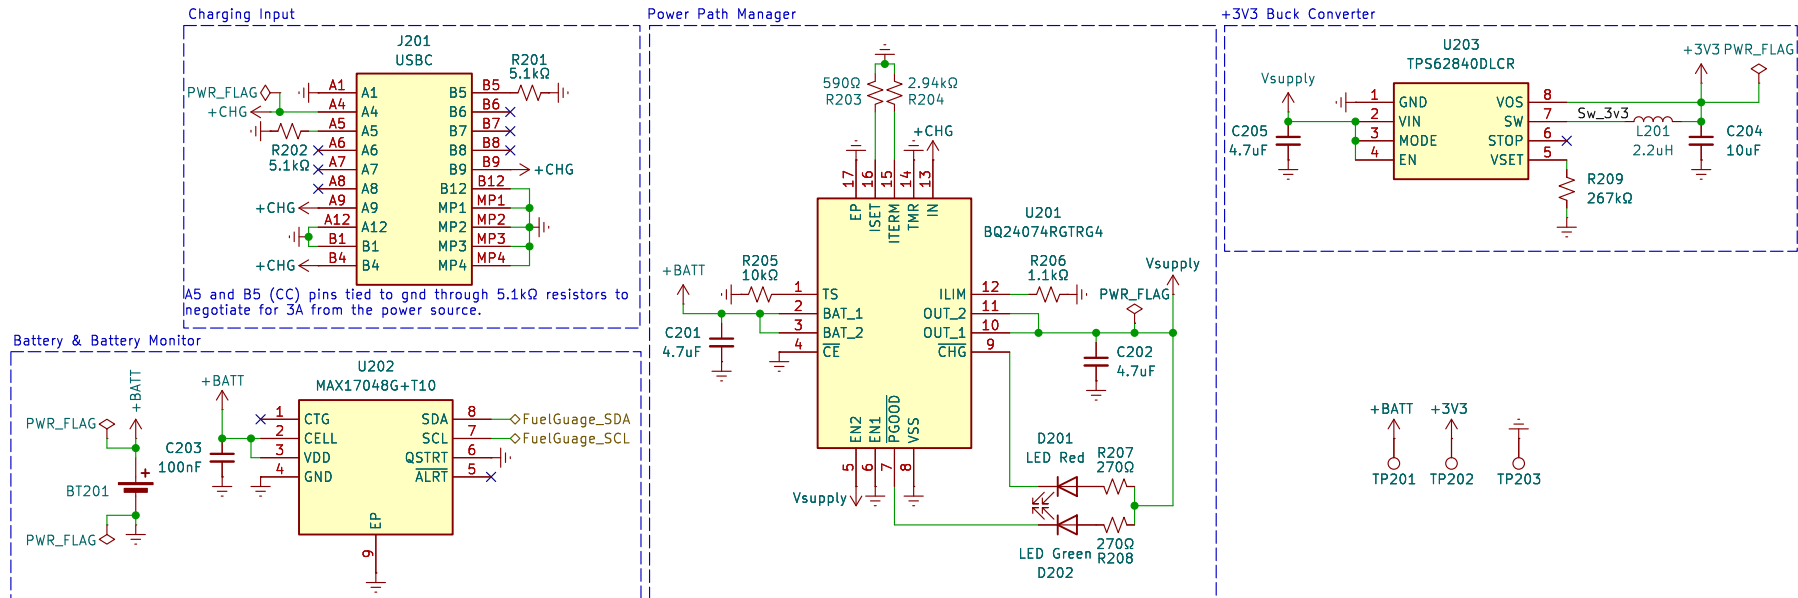 Charging Input
J201
USBC
PWR_FLAG
+CHG
R201
5.1kΩ
R202
5.1kΩ
A1 A1 B5 B5
A4 A4 B6 B6
A5 A5 B7 B7
A6 A6 B8 B8
A7 A7 B9 B9 +CHG
A8 A8 B12 B12
+CHG A9 A9 MP1 MP1
A12 A12 MP2 MP2
B1 B1 MP3 MP3
+CHG B4 B4 MP4 MP4
A5 and B5 (CC) pins tied to gnd through 5.1kΩ resistors to
negotiate for 3A from the power source.
Battery & Battery Monitor
+BATT
PWR_FLAG
BT201
+
PWR_FLAG
+BATT
C203
100nF
U202
MAX17048G+T10
1 CTG SDA 8 FuelGuage_SDA
2 CELL SCL 7 FuelGuage_SCL
3 VDD QSTRT 6
4 GND ALRT 5
EP
9
Power Path Manager
590Ω
R203
2.94kΩ
R204
+CHG
17 16 15 14 13
EP ISET ITERM TMR IN
U201
BQ24074RGTRG4
+BATT
R205
10kΩ
C201
4.7uF
1 TS ILIM 12
2 BAT_1 OUT_2 11
3 BAT_2 OUT_1 10
4 CE CHG 9
R206
1.1kΩ
Vsupply
PWR_FLAG
C202
4.7uF
EN2 EN1 PGOOD VSS
5 6 7 8
Vsupply
D201
LED Red
R207
270Ω
270Ω
R208
LED Green
D202
+3V3 Buck Converter
Vsupply
C205
4.7uF
U203
TPS62840DLCR
1 GND VOS 8
2 VIN SW 7
3 MODE STOP 6
4 EN VSET 5
Sw_3v3
L201
2.2uH
+3V3
PWR_FLAG
C204
10uF
R209
267kΩ
+BATT +3V3
TP201 TP202 TP203